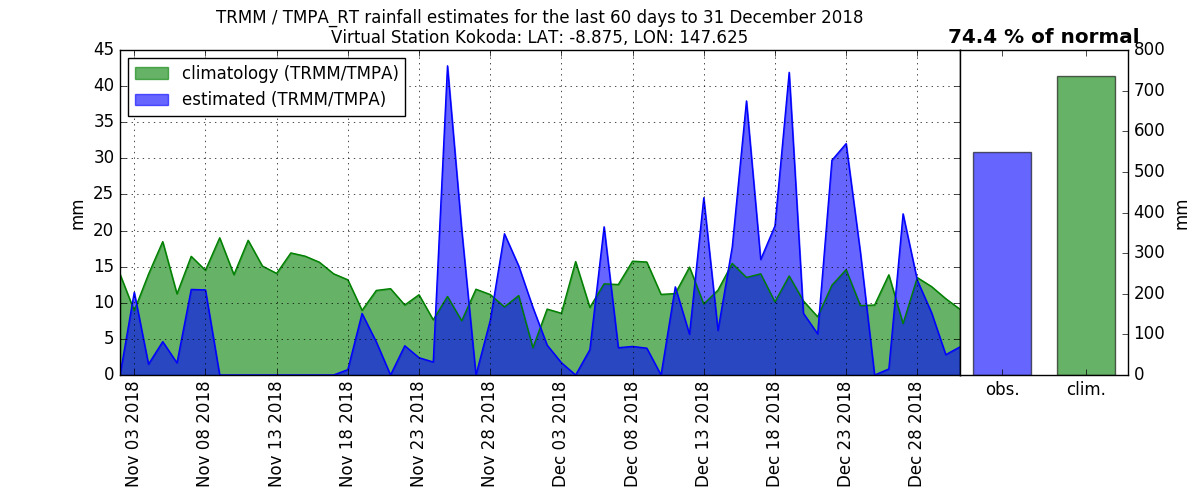 TRMM / TMPA_RT rainfall estimates for the last 60 days to 31 December 2018
Virtual Station Kokoda: LAT: -8.875, LON: 147.625
74.4 % of normal
climatology (TRMM/TMPA)
estimated (TRMM/TMPA)
mm
45
40
35
30
25
20
15
10
5
0
Nov 03 2018
Nov 08 2018
Nov 13 2018
Nov 18 2018
Nov 23 2018
Nov 28 2018
Dec 03 2018
Dec 08 2018
Dec 13 2018
Dec 18 2018
Dec 23 2018
Dec 28 2018
obs.
clim.
800
700
600
500
400
300
200
100
0
mm